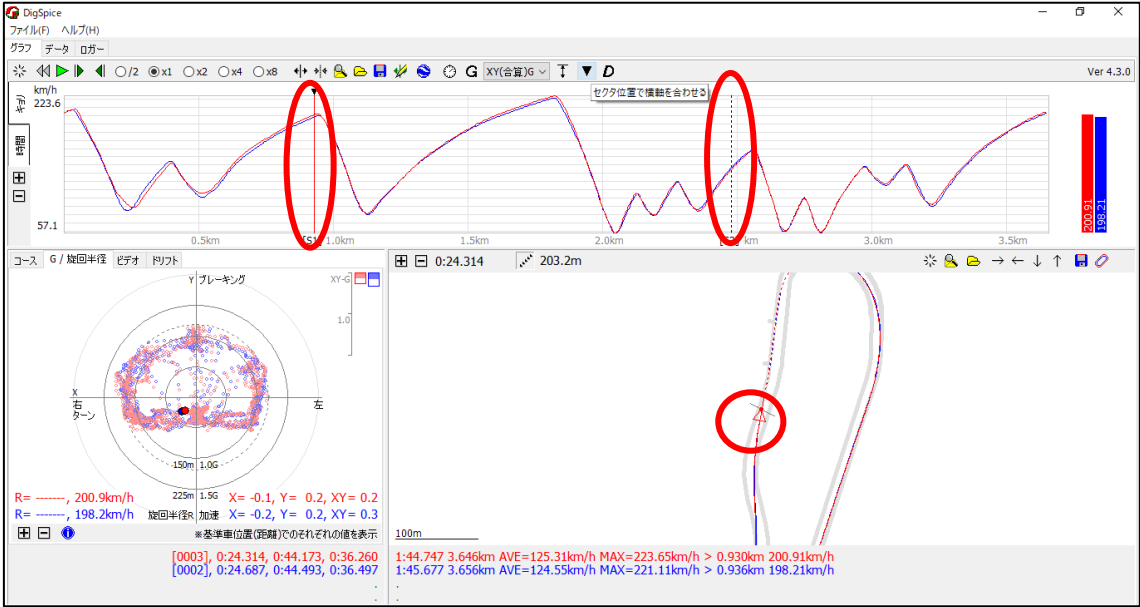 DigSpice
ファイル(F) ヘルプ(H)
グラフ データ ロガー
/2 x1 x2 x4 x8 G XY(合算)G D Ver 4.3.0
セクタ位置で横軸を合わせる
km/h
223.6
キョリ
時間
57.1
0.5km 1.0km 1.5km 2.0km 3.0km 3.5km
200.91
198.21
コース G / 旋回半径 ビデオ ドリフト
0:24.314 203.2m
Y ブレーキング XY-G
1.0
X
右
ターン
左
150m 1.0G
225m 1.5G
旋回半径R 加速
R= -------, 200.9km/h X= -0.1, Y= 0.2, XY= 0.2
R= -------, 198.2km/h X= -0.2, Y= 0.2, XY= 0.3
※基準車位置(距離)でのそれぞれの値を表示
100m
[0003], 0:24.314, 0:44.173, 0:36.260
[0002], 0:24.687, 0:44.493, 0:36.497
1:44.747 3.646km AVE=125.31km/h MAX=223.65km/h > 0.930km 200.91km/h
1:45.677 3.656km AVE=124.55km/h MAX=221.11km/h > 0.936km 198.21km/h